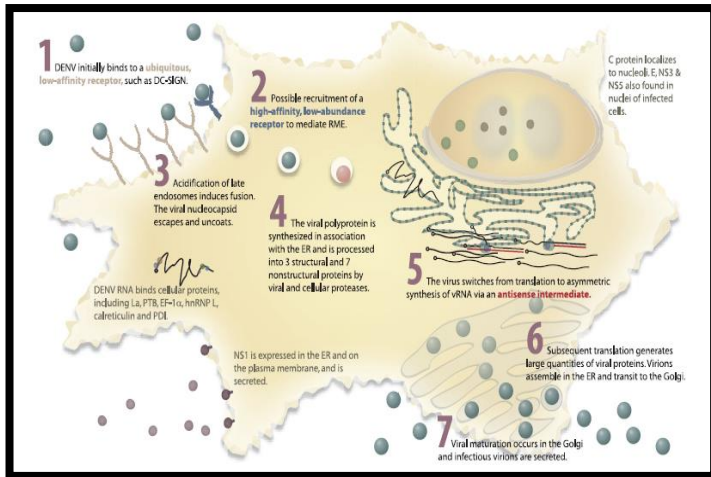 1 DENV initially binds to a ubiquitous,
low-affinity receptor, such as DC-SIGN.
2 Possible recruitment of a
high-affinity, low-abundance
receptor to mediate RME.
C protein localizes
to nucleoli. E, NS3 &
NS5 also found in
nuclei of infected
cells.
3 Acidification of late
endosomes induces fusion.
The viral nucleocapsid
escapes and uncoats.
4 The viral polyprotein is
synthesized in association
with the ER and is processed
into 3 structural and 7
nonstructural proteins by
viral and cellular proteases.
DENV RNA binds cellular proteins,
including La, PTB, EF-1α, hnRNP L,
calreticulin and PDI.
5 The virus switches from translation to asymmetric
synthesis of vRNA via an antisense intermediate.
NS1 is expressed in the ER and on
the plasma membrane, and is
secreted.
6 Subsequent translation generates
large quantities of viral proteins. Virions
assemble in the ER and transit to the Golgi.
7 Viral maturation occurs in the Golgi
and infectious virions are secreted.